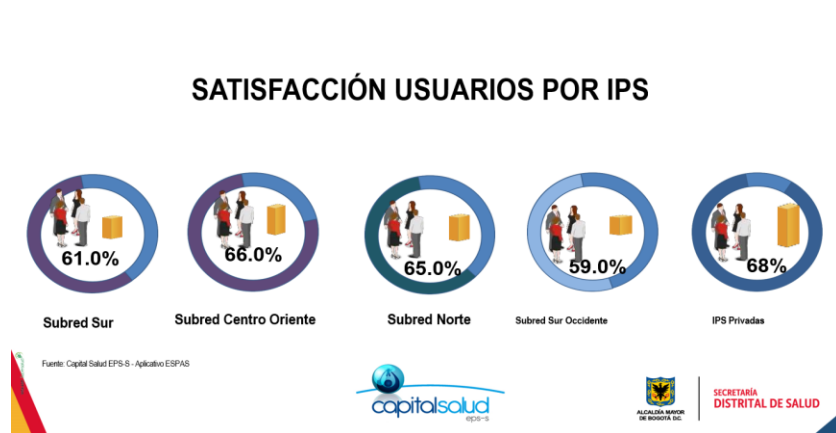 SATISFACCIÓN USUARIOS POR IPS
61.0%
66.0%
65.0%
59.0%
68%
Subred Sur
Subred Centro Oriente
Subred Norte
Subred Sur Occidente
IPS Privadas
Fuente: Capital Salud EPS-S - Aplicativo ESPAS
capitalsalud
eps-s
ALCALDÍA MAYOR
DE BOGOTÁ D.C.
SECRETARÍA
DISTRITAL DE SALUD